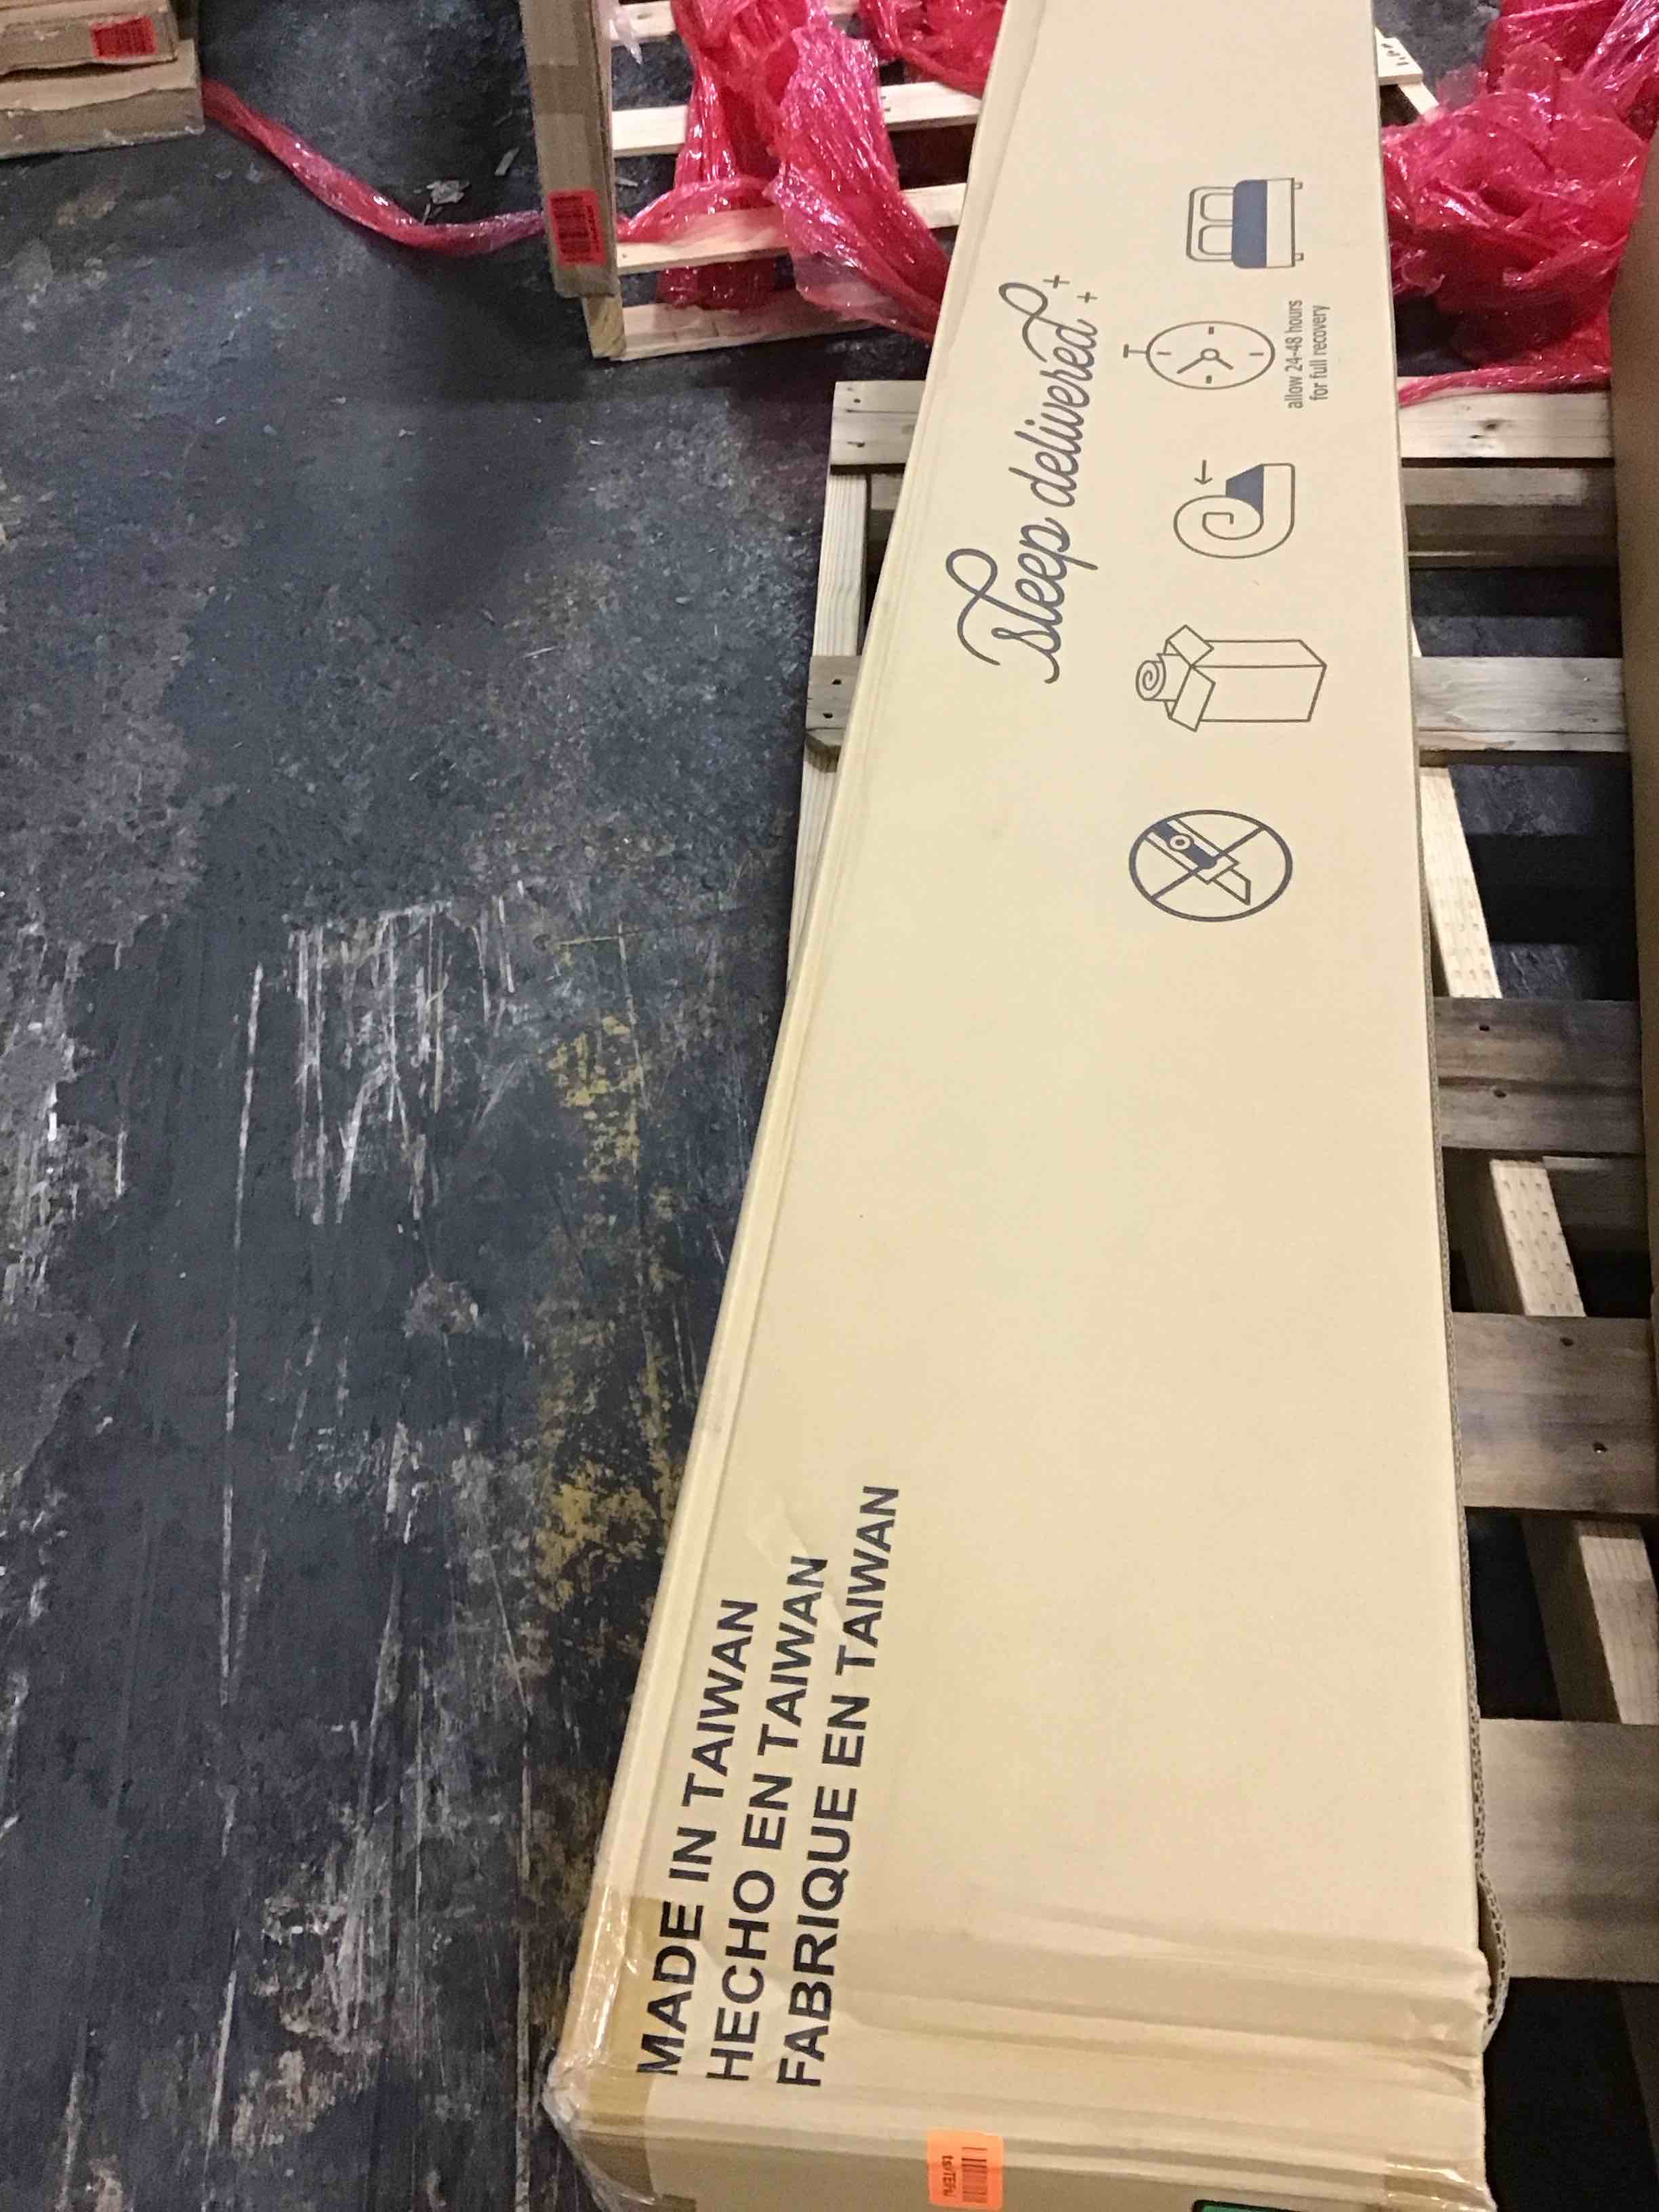 sleep delivered
allow 24-48 hours
for full recovery
MADE IN TAIWAN
HECHO EN TAIWAN
FABRIQUE EN TAIWAN